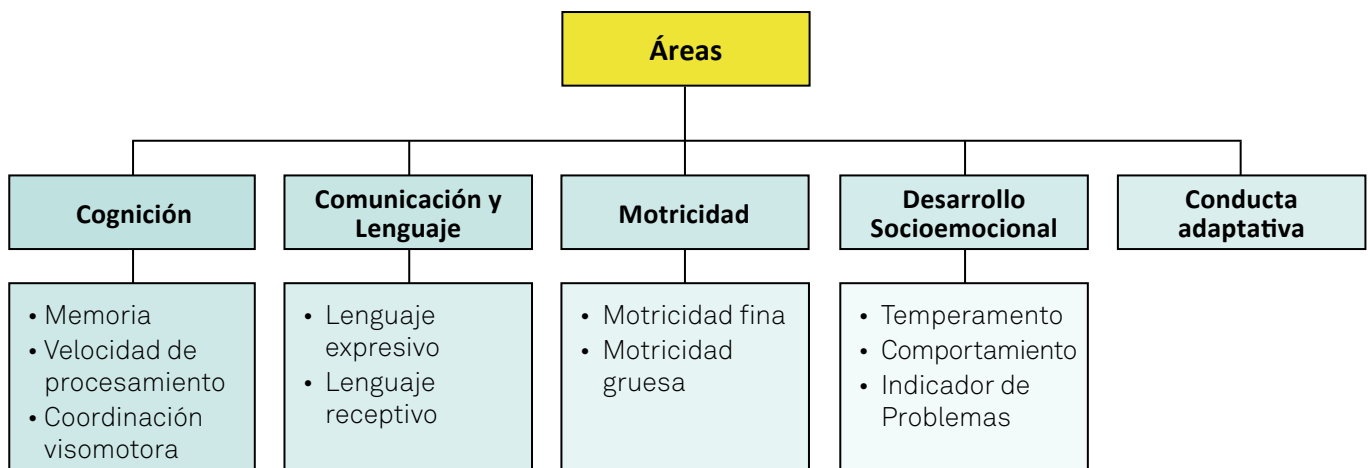 Áreas
Cognición
Comunicación y
Lenguaje
Motricidad
Desarrollo
Socioemocional
Conducta
adaptativa
• Memoria
• Velocidad de
procesamiento
• Coordinación
visomotora
• Lenguaje
expresivo
• Lenguaje
receptivo
• Motricidad fina
• Motricidad
gruesa
• Temperamento
• Comportamiento
• Indicador de
Problemas